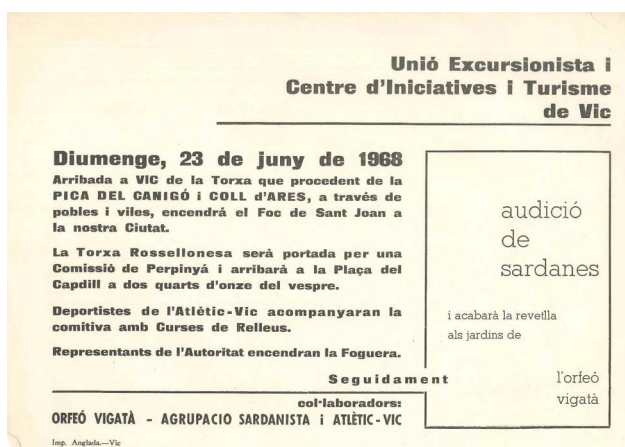 Unió Excursionista i
Centre d'Iniciatives i Turisme
de Vic
Diumenge, 23 de juny de 1968
Arribada a VIC de la Torxa que procedent de la
PICA DEL CANIGÓ i COLL d'ARES, a través de
pobles i viles, encendrá el Foc de Sant Joan a
la nostra Ciutat.
La Torxa Rossellonesa serà portada per una
Comissió de Perpinyá i arribarà a la Plaça del
Capdill a dos quarts d'onze del vespre.
Deportistes de l'Atlètic-Vic acompanyaran la
comitiva amb Curses de Relleus.
Representants de l'Autoritat encendran la Foguera.
Seguidament
audició
de
sardanes
i acabarà la revetlla
als jardins de
l'orfeó
vigatà
col·laboradors:
ORFEÓ VIGATÀ - AGRUPACIO SARDANISTA i ATLÈTIC-VIC
Imp. Anglada.—Vic